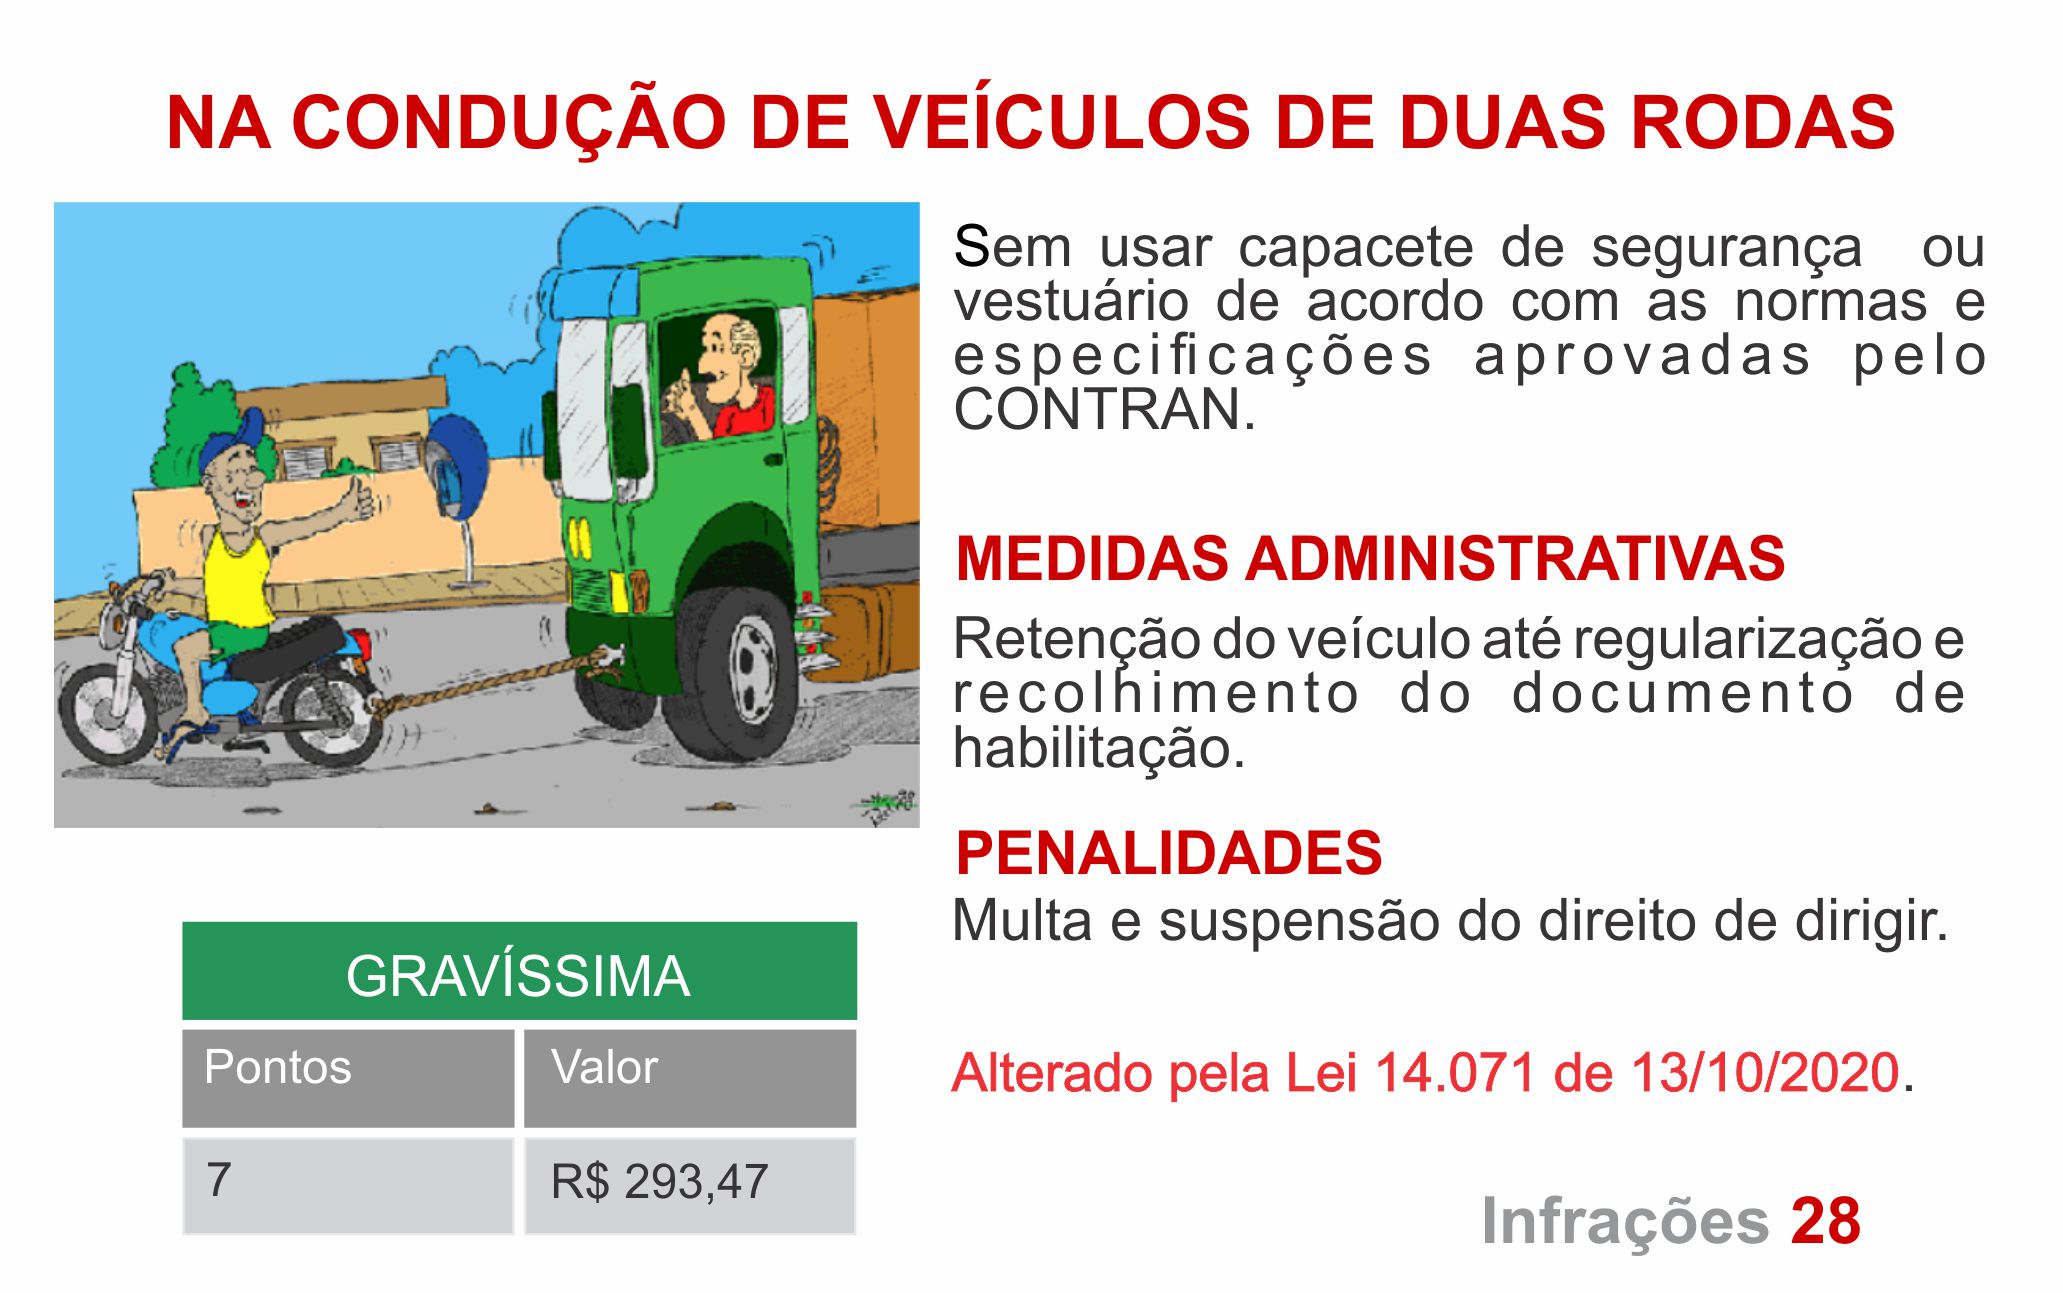 NA CONDUÇÃO DE VEÍCULOS DE DUAS RODAS
Sem usar capacete de segurança ou
vestuário de acordo com as normas e
especificações aprovadas pelo
CONTRAN.
MEDIDAS ADMINISTRATIVAS
Retenção do veículo até regularização e
recolhimento do documento de
habilitação.
PENALIDADES
Multa e suspensão do direito de dirigir.
Alterado pela Lei 14.071 de 13/10/2020.
GRAVÍSSIMA
Pontos Valor
7 R$ 293,47
Infrações 28